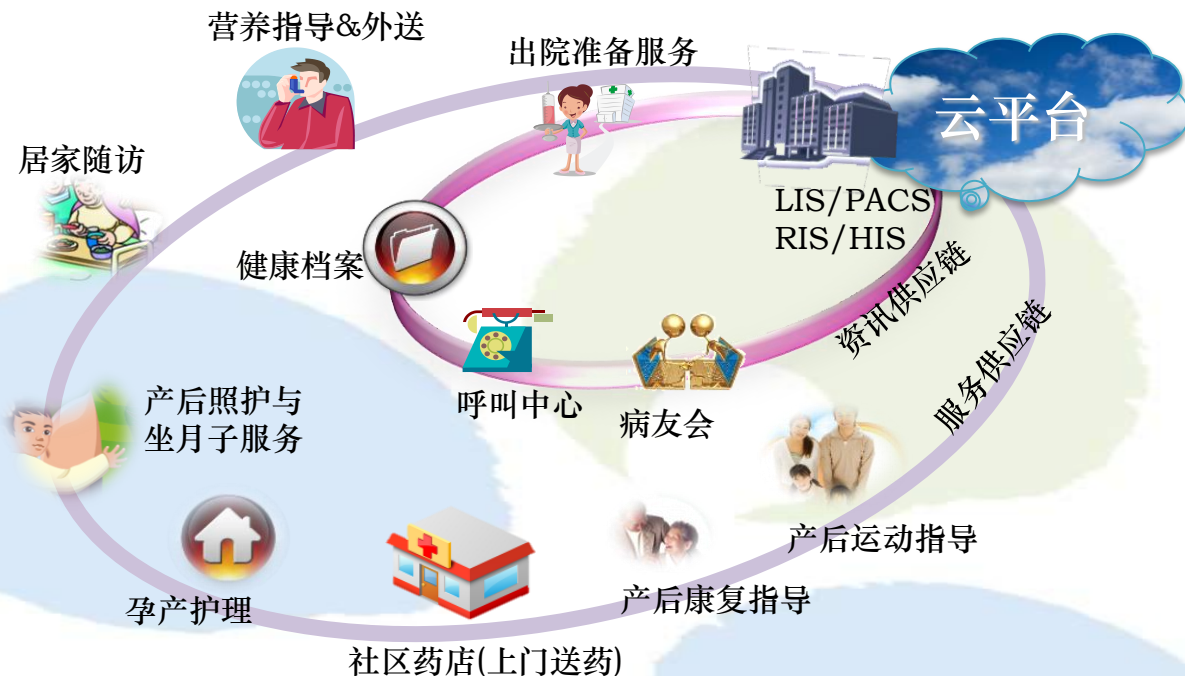 营养指导&外送
出院准备服务
云平台
居家随访
LIS/PACS
RIS/HIS
健康档案
资讯供应链
服务供应链
呼叫中心
病友会
产后照护与
坐月子服务
产后运动指导
孕产护理
产后康复指导
社区药店(上门送药)